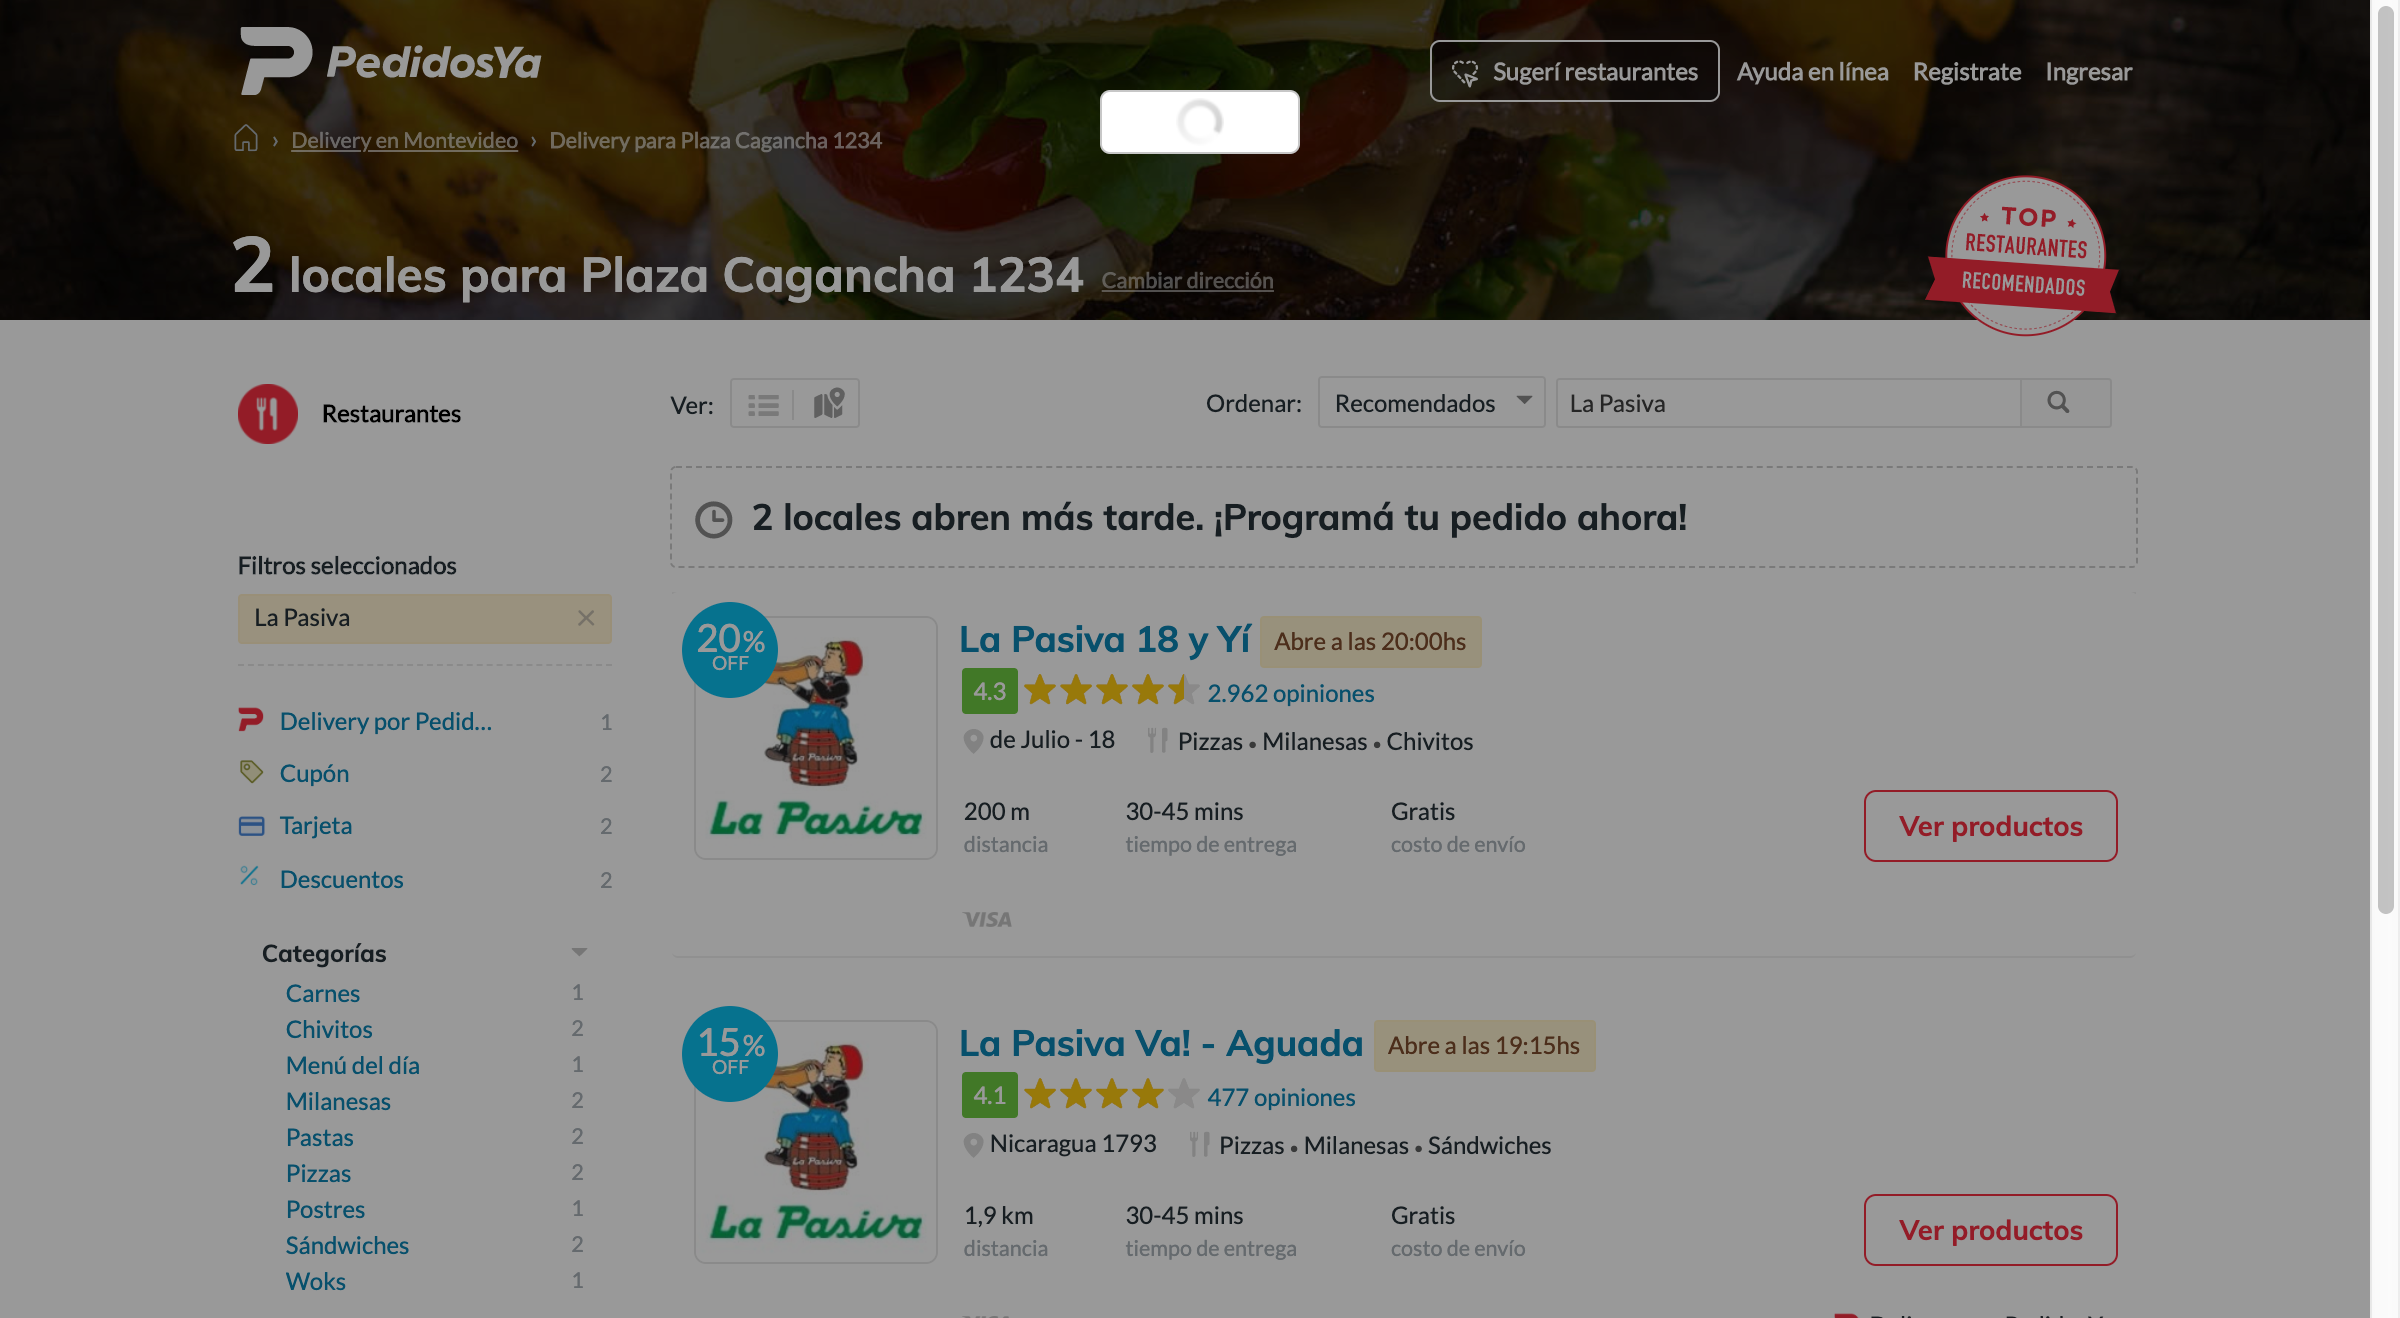 PedidosYa
Sugerí restaurantes
Ayuda en línea
Registrate
Ingresar
› Delivery en Montevideo › Delivery para Plaza Cagancha 1234
2 locales para Plaza Cagancha 1234 Cambiar dirección
TOP
RESTAURANTES
RECOMENDADOS
Restaurantes
Ver:
Ordenar:
Recomendados
La Pasiva
2 locales abren más tarde. ¡Programá tu pedido ahora!
Filtros seleccionados
La Pasiva
Delivery por Pedid... 1
Cupón 2
Tarjeta 2
Descuentos 2
Categorías
Carnes 1
Chivitos 2
Menú del día 1
Milanesas 2
Pastas 2
Pizzas 2
Postres 1
Sándwiches 2
Woks 1
20%
OFF
La Pasiva
La Pasiva
La Pasiva 18 y Yí
Abre a las 20:00hs
4.3
2.962 opiniones
de Julio - 18
Pizzas • Milanesas • Chivitos
200 m
distancia
30-45 mins
tiempo de entrega
Gratis
costo de envío
Ver productos
VISA
15%
OFF
La Pasiva
La Pasiva
La Pasiva Va! - Aguada
Abre a las 19:15hs
4.1
477 opiniones
Nicaragua 1793
Pizzas • Milanesas • Sándwiches
1,9 km
distancia
30-45 mins
tiempo de entrega
Gratis
costo de envío
Ver productos